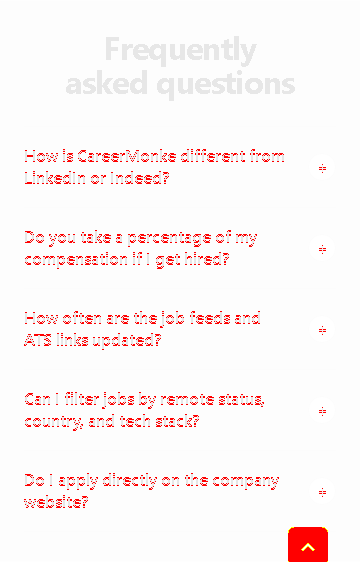 Frequently
asked questions
How is CareerMonke different from
LinkedIn or Indeed?
+
Do you take a percentage of my
compensation if I get hired?
+
How often are the job feeds and
ATS links updated?
+
Can I filter jobs by remote status,
country, and tech stack?
+
Do I apply directly on the company
website?
+